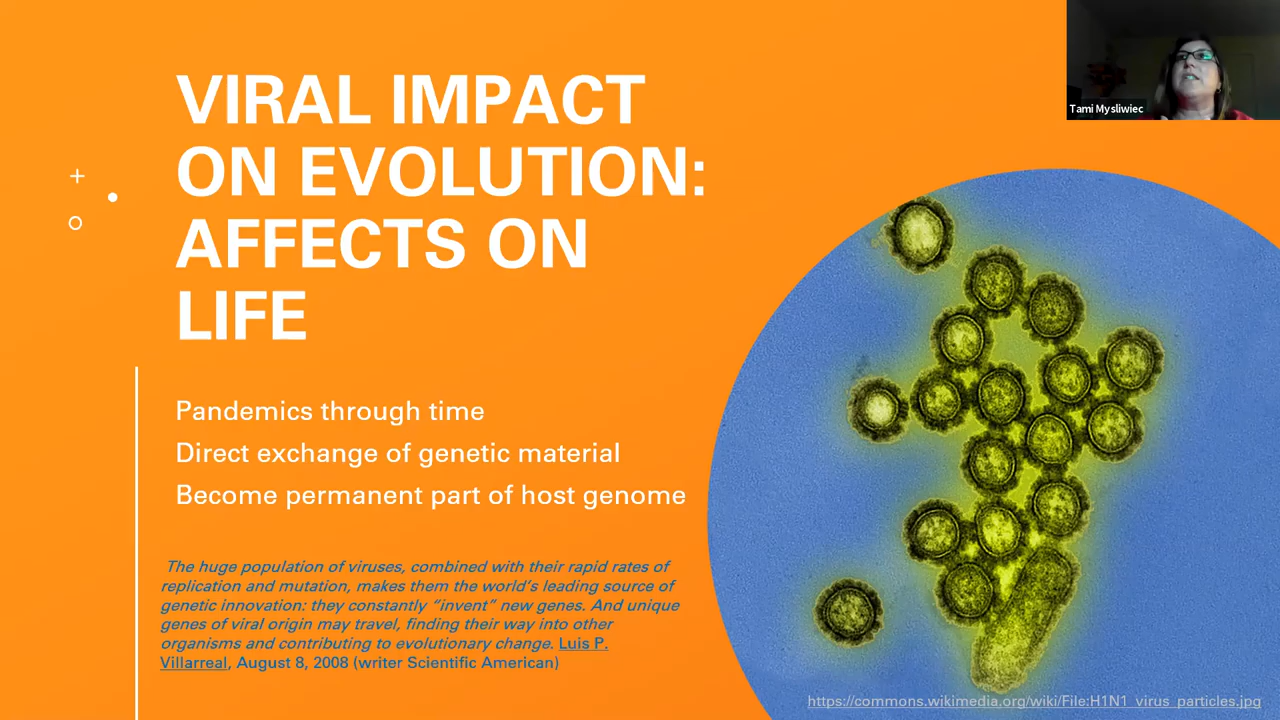 Tami Mysliwiec
VIRAL IMPACT
ON EVOLUTION:
AFFECTS ON
LIFE
Pandemics through time
Direct exchange of genetic material
Become permanent part of host genome
The huge population of viruses, combined with their rapid rates of
replication and mutation, makes them the world's leading source of
genetic innovation: they constantly “invent” new genes. And unique
genes of viral origin may travel, finding their way into other
organisms and contributing to evolutionary change. Luis P.
Villarreal, August 8, 2008 (writer Scientific American)
https://commons.wikimedia.org/wiki/File:H1N1_virus_particles.jpg